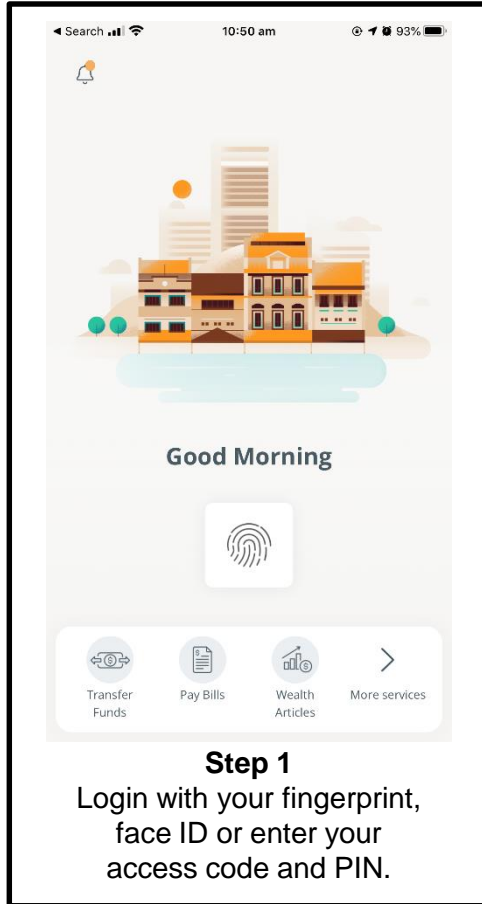 Search 10:50 am 93%
Good Morning
Transfer Funds
Pay Bills
Wealth Articles
More services
Step 1
Login with your fingerprint,
face ID or enter your
access code and PIN.